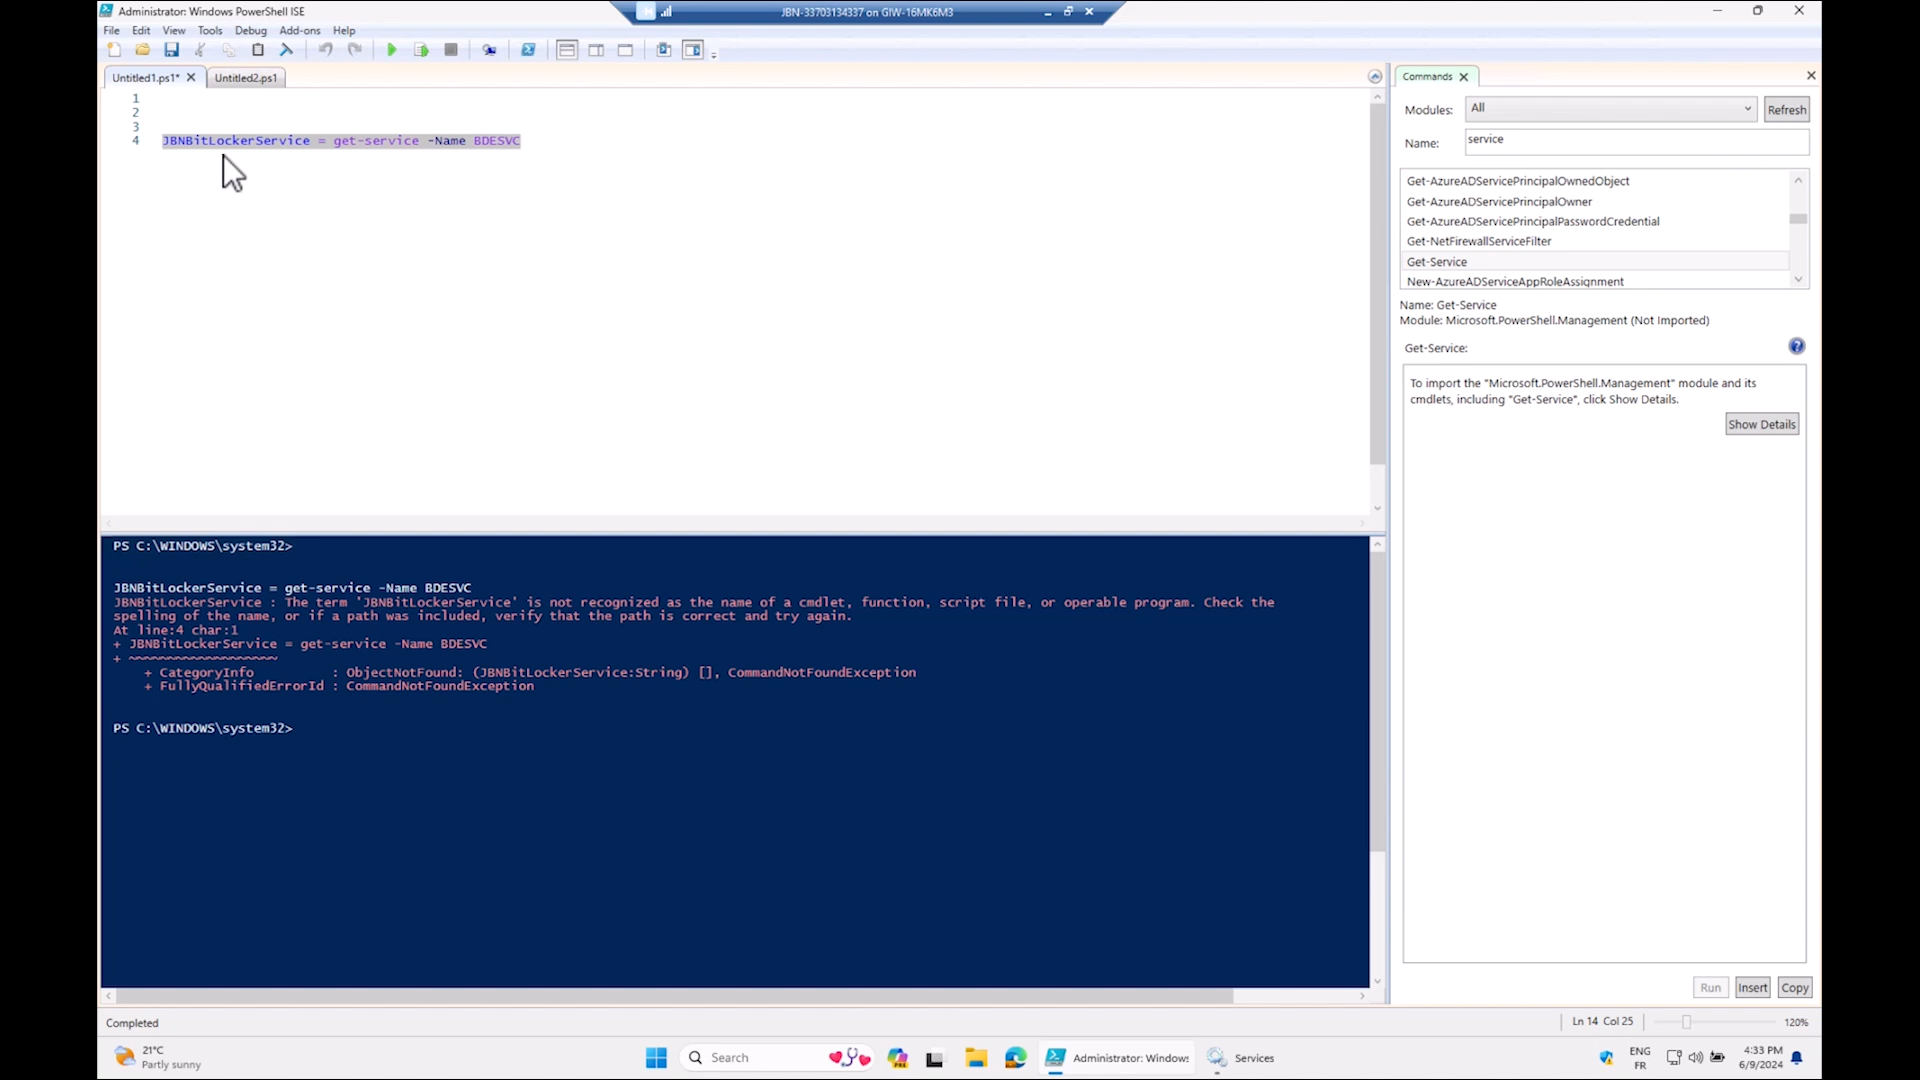 Administrator: Windows PowerShell ISE
JBN-33703134337 on GIW-16MK6M3
File Edit View Tools Debug Add-ons Help
Untitled1.ps1* Untitled2.ps1
1
2
3
4 JBNBitLockerService = get-service -Name BDESVC
Commands
Modules: All Refresh
Name: service
Get-AzureADServicePrincipalOwnedObject
Get-AzureADServicePrincipalOwner
Get-AzureADServicePrincipalPasswordCredential
Get-NetFirewallServiceFilter
Get-Service
New-AzureADServiceAppRoleAssignment
Name: Get-Service
Module: Microsoft.PowerShell.Management (Not Imported)
Get-Service:
To import the "Microsoft.PowerShell.Management" module and its
cmdlets, including "Get-Service", click Show Details.
Show Details
PS C:\WINDOWS\system32>
JBNBitLockerService = get-service -Name BDESVC
JBNBitLockerService : The term 'JBNBitLockerService' is not recognized as the name of a cmdlet, function, script file, or operable program. Check the
spelling of the name, or if a path was included, verify that the path is correct and try again.
At line:4 char:1
+ JBNBitLockerService = get-service -Name BDESVC
+ ~~~~~~~~~~~~~~~~~~~
+ CategoryInfo : ObjectNotFound: (JBNBitLockerService:String) [], CommandNotFoundException
+ FullyQualifiedErrorId : CommandNotFoundException
PS C:\WINDOWS\system32>
Run Insert Copy
Completed
Ln 14 Col 25
120%
21°C
Partly sunny
Search
Administrator: Windows
Services
ENG
FR
4:33 PM
6/9/2024